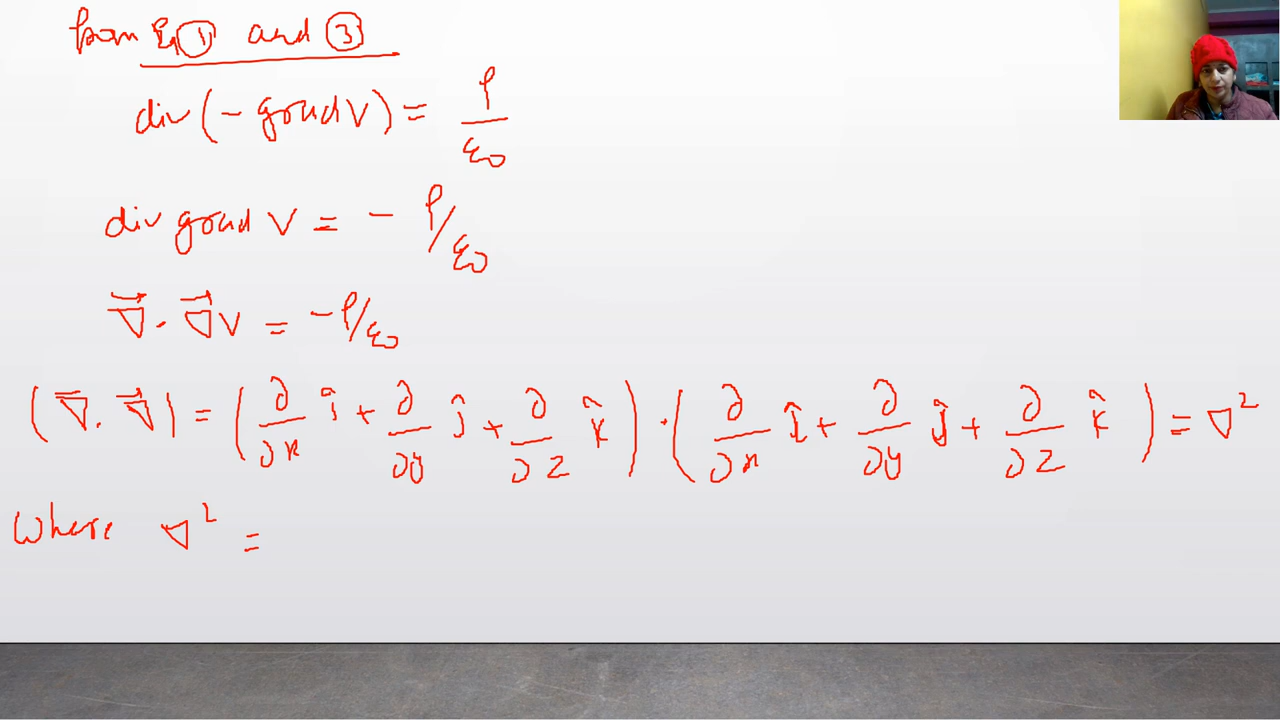 from Eq ① and ③
div (- grad V) = ρ/ε0
div grad V = - ρ/ε0
∇⃗ . ∇⃗ V = -ρ/ε0
(∇⃗ . ∇⃗) = (∂/∂x î + ∂/∂y ĵ + ∂/∂z k̂) . (∂/∂x î + ∂/∂y ĵ + ∂/∂z k̂) = ∇²
Where ∇² =